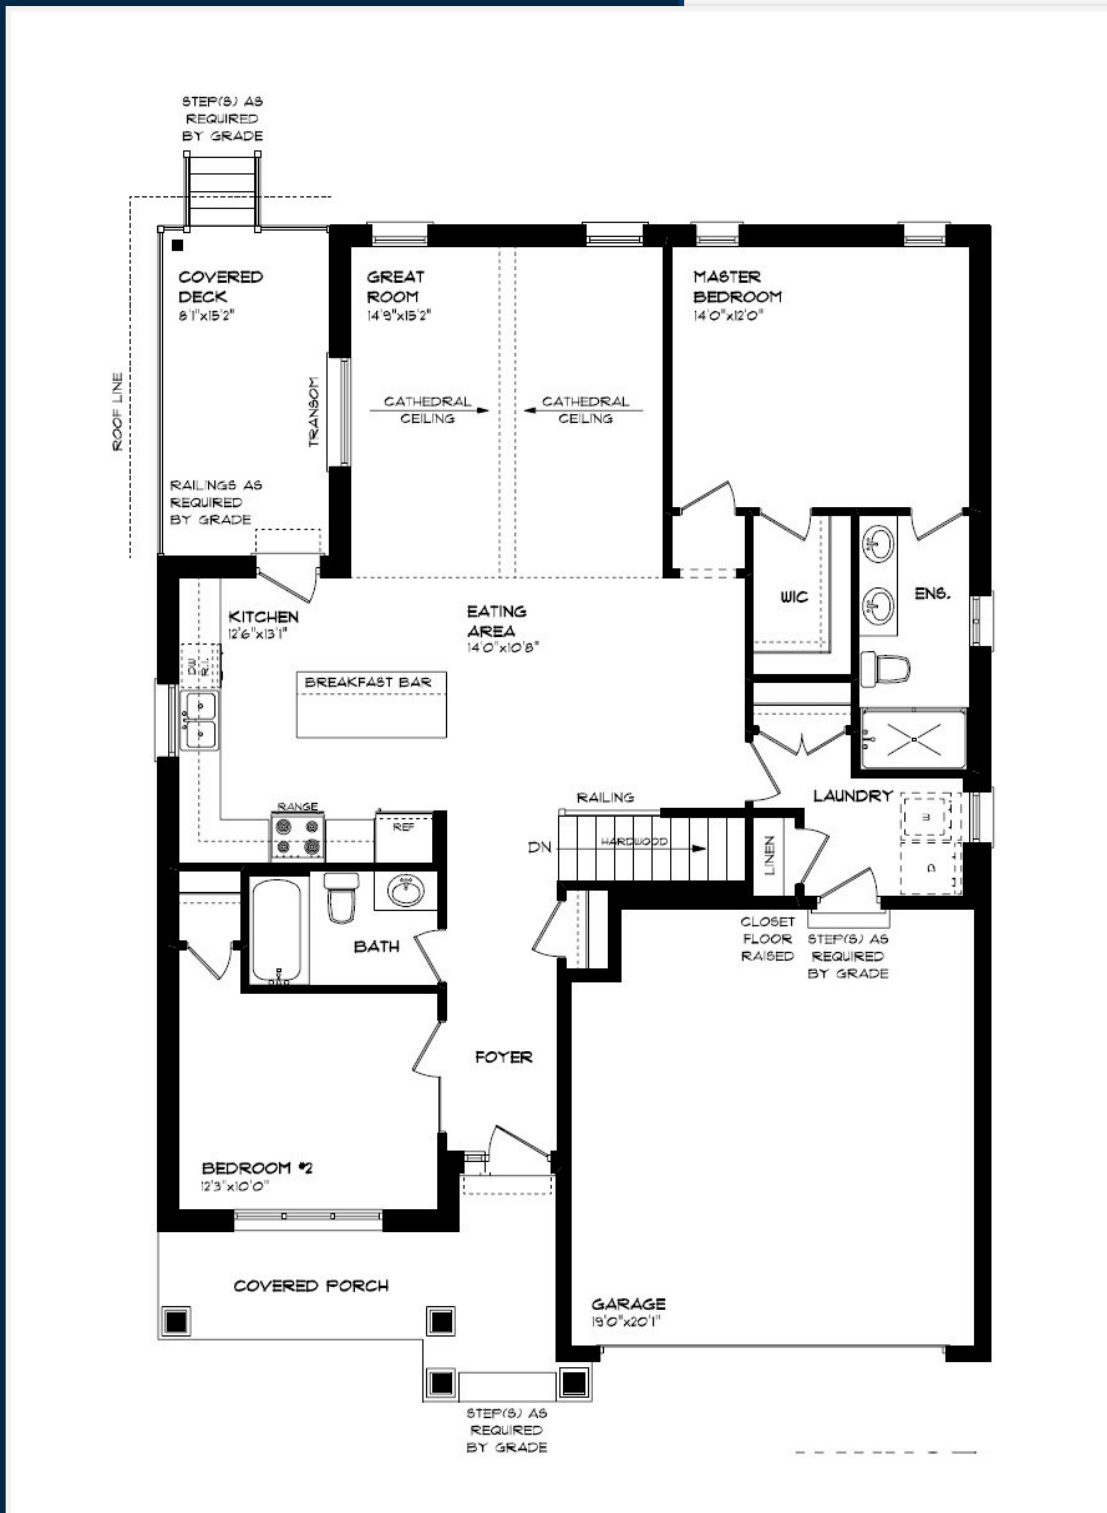 STEP(S) AS
REQUIRED
BY GRADE
COVERED
DECK
8'1"x15'2"
GREAT
ROOM
14'9"x15'2"
MASTER
BEDROOM
14'0"x12'0"
ROOF LINE
TRANSOM
CATHEDRAL
CEILING
CATHEDRAL
CEILING
RAILINGS AS
REQUIRED
BY GRADE
KITCHEN
12'6"x13'1"
EATING
AREA
14'0"x10'8"
WIC
ENS.
DW
R.I.
BREAKFAST BAR
RANGE
REF
RAILING
LAUNDRY
DN
HARDWOOD
LINEN
W
D
BATH
CLOSET
FLOOR
RAISED
STEP(S) AS
REQUIRED
BY GRADE
FOYER
BEDROOM #2
12'3"x10'0"
COVERED PORCH
GARAGE
19'0"x20'1"
STEP(S) AS
REQUIRED
BY GRADE